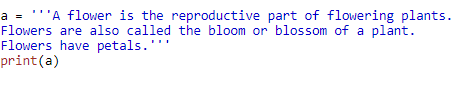 a = '''A flower is the reproductive part of flowering plants.
Flowers are also called the bloom or blossom of a plant.
Flowers have petals.'''
print(a)